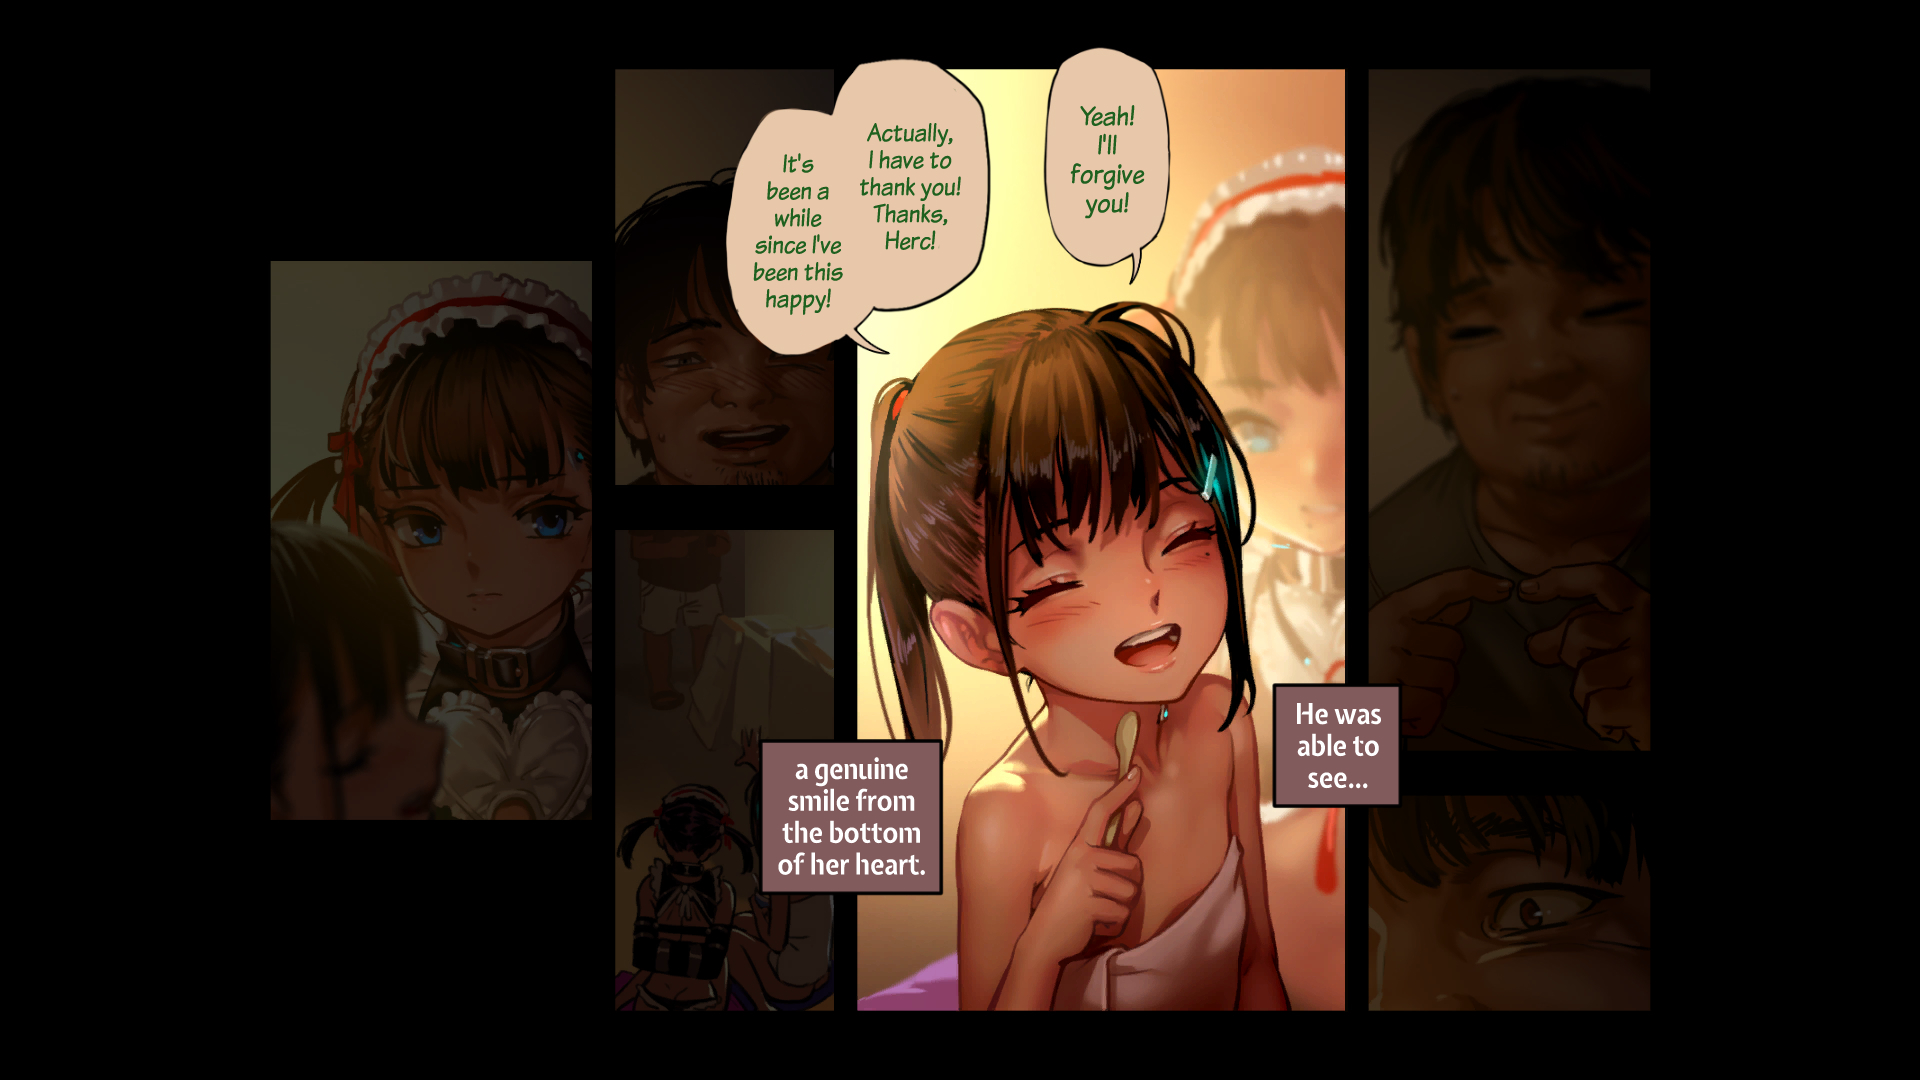 Yeah!
I'll
forgive
you!
Actually,
I have to
thank you!
Thanks,
Herc!
It's
been a
while
since I've
been this
happy!
He was
able to
see...
a genuine
smile from
the bottom
of her heart.